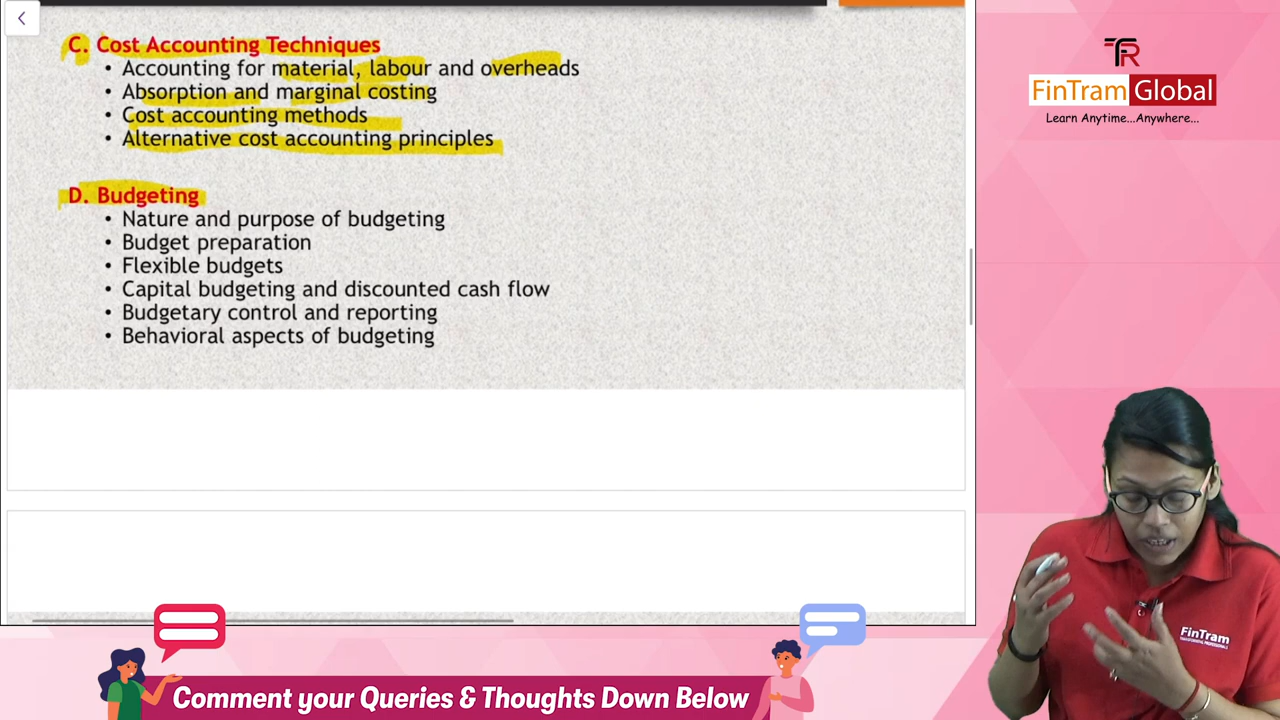 C. Cost Accounting Techniques
• Accounting for material, labour and overheads
• Absorption and marginal costing
• Cost accounting methods
• Alternative cost accounting principles
D. Budgeting
• Nature and purpose of budgeting
• Budget preparation
• Flexible budgets
• Capital budgeting and discounted cash flow
• Budgetary control and reporting
• Behavioral aspects of budgeting
FinTram Global
Learn Anytime...Anywhere...
FinTram
Comment your Queries & Thoughts Down Below